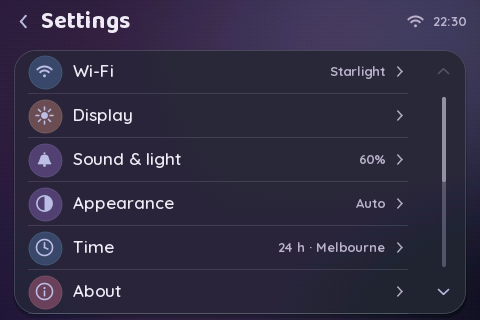 Settings
22:30
Wi-Fi
Starlight
Display
Sound & light
60%
Appearance
Auto
Time
24 h · Melbourne
About